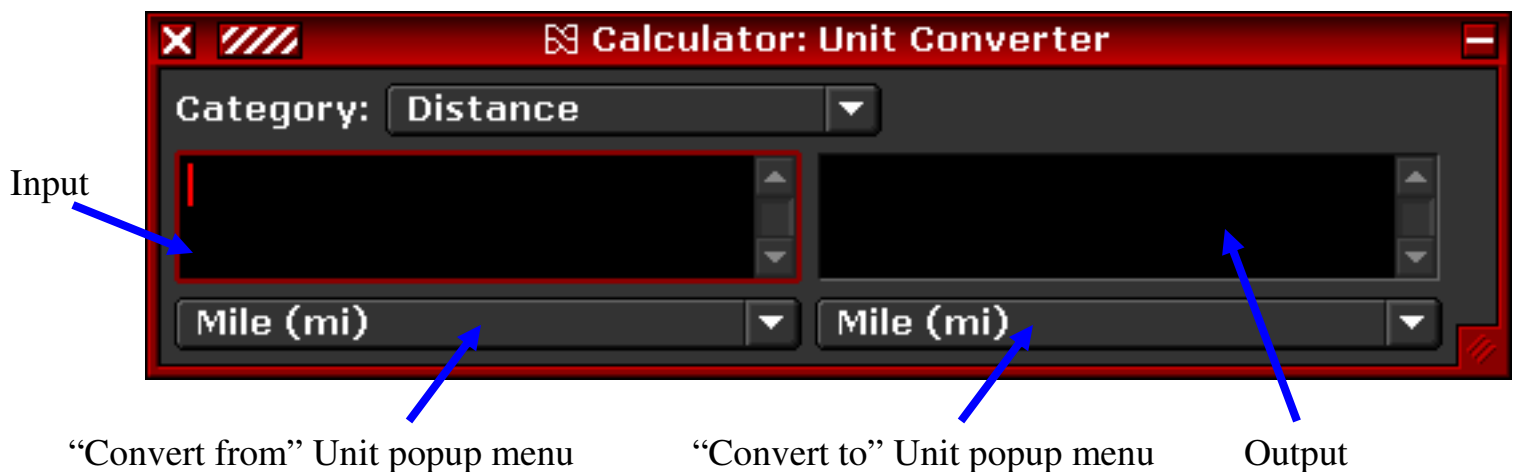 Calculator: Unit Converter
Category: Distance
Input
Mile (mi) Mile (mi)
“Convert from” Unit popup menu “Convert to” Unit popup menu Output